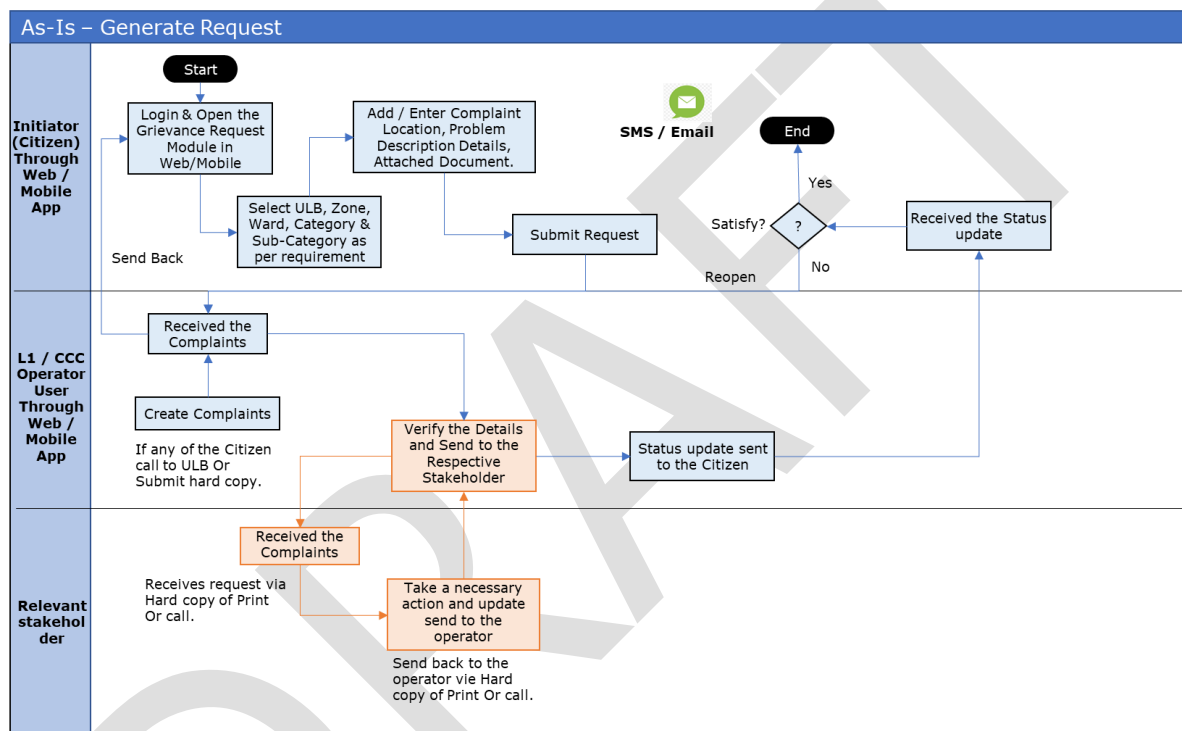 As-Is – Generate Request
Initiator
(Citizen)
Through
Web /
Mobile
App
Start
Login & Open the
Grievance Request
Module in
Web/Mobile
Select ULB, Zone,
Ward, Category &
Sub-Category as
per requirement
Add / Enter Complaint
Location, Problem
Description Details,
Attached Document.
Submit Request
SMS / Email
End
Yes
Satisfy?
?
No
Received the Status
update
Send Back
Reopen
L1 / CCC
Operator
User
Through
Web /
Mobile
App
Received the
Complaints
Create Complaints
If any of the Citizen
call to ULB Or
Submit hard copy.
Verify the Details
and Send to the
Respective
Stakeholder
Status update sent
to the Citizen
Relevant
stakehol
der
Received the
Complaints
Receives request via
Hard copy of Print
Or call.
Take a necessary
action and update
send to the
operator
Send back to the
operator vie Hard
copy of Print Or call.
DRAFT